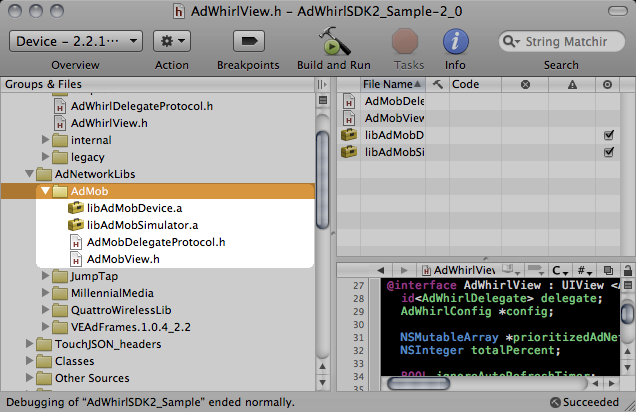 AdWhirlView.h – AdWhirlSDK2_Sample-2_0
Device - 2.2.1...
String Matchir
Overview
Action
Breakpoints
Build and Run
Tasks
Info
Search
Groups & Files
AdWhirlDelegateProtocol.h
AdWhirlView.h
internal
legacy
AdNetworkLibs
AdMob
libAdMobDevice.a
libAdMobSimulator.a
AdMobDelegateProtocol.h
AdMobView.h
JumpTap
MillennialMedia
QuattroWirelessLib
VEAdFrames.1.0.4_2.2
TouchJSON_headers
Classes
Other Sources
File Name Code
AdMobDele
AdMobView
libAdMobD
libAdMobSi
AdWhirlView
C # 
27 @interface AdWhirlView : UIView <A
28 id<AdWhirlDelegate> delegate;
29 AdWhirlConfig *config;
30
31 NSMutableArray *prioritizedAdNet
32 NSInteger totalPercent;
33
34 BOOL ignoreAutoRefreshTimer;
Debugging of “AdWhirlSDK2_Sample” ended normally.
Succeeded